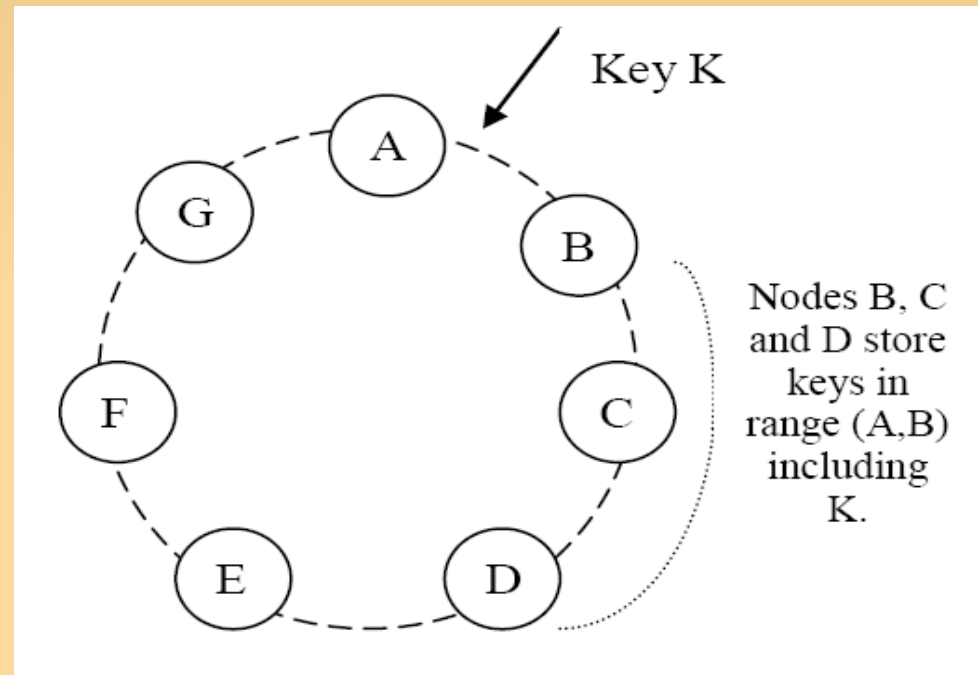 Key K
A
G
B
Nodes B, C
and D store
keys in
range (A,B)
including
K.
F
C
E
D